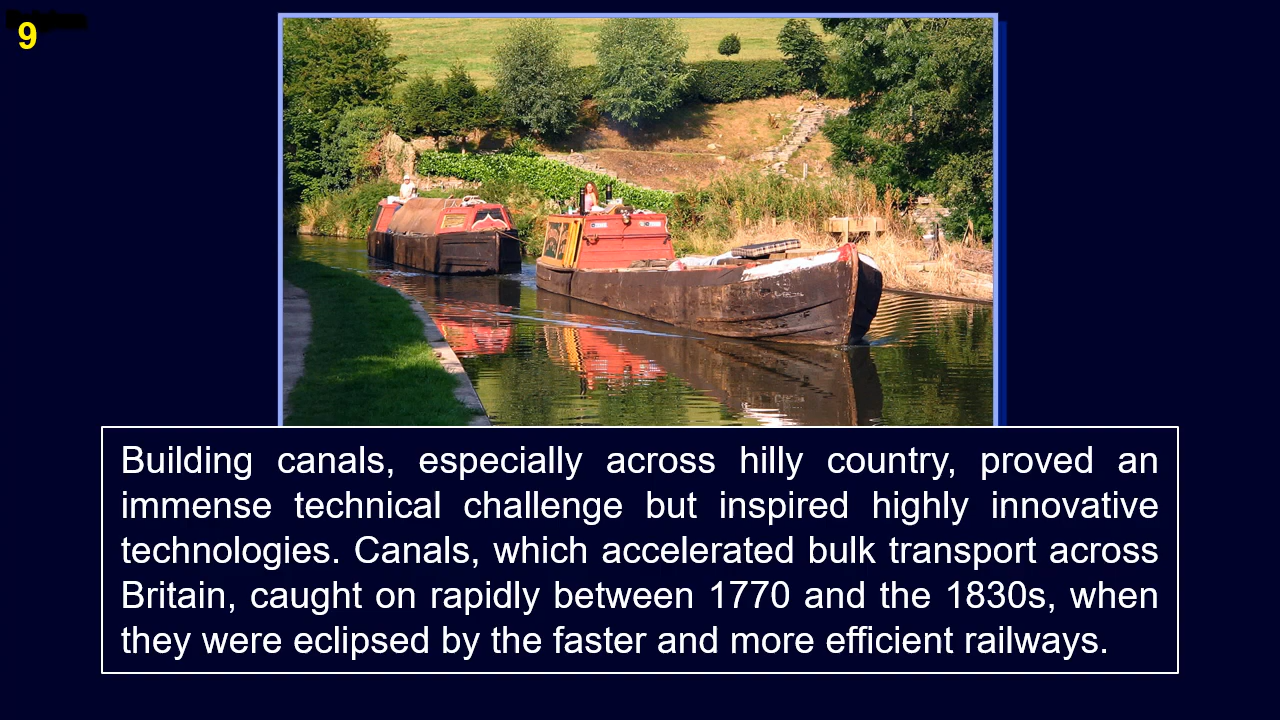 9
Building canals, especially across hilly country, proved an
immense technical challenge but inspired highly innovative
technologies. Canals, which accelerated bulk transport across
Britain, caught on rapidly between 1770 and the 1830s, when
they were eclipsed by the faster and more efficient railways.